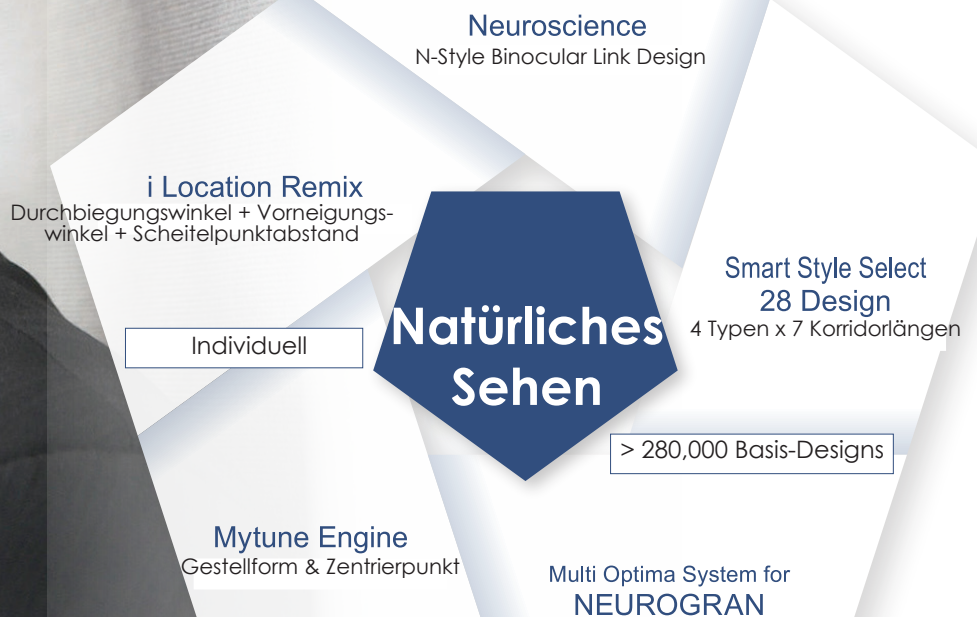 Neuroscience
N-Style Binocular Link Design
i Location Remix
Durchbiegungswinkel + Vorneigungs-
winkel + Scheitelpunktabstand
Individuell
Natürliches
Sehen
Smart Style Select
28 Design
4 Typen x 7 Korridorlängen
> 280,000 Basis-Designs
Mytune Engine
Gestellform & Zentrierpunkt
Multi Optima System for
NEUROGRAN